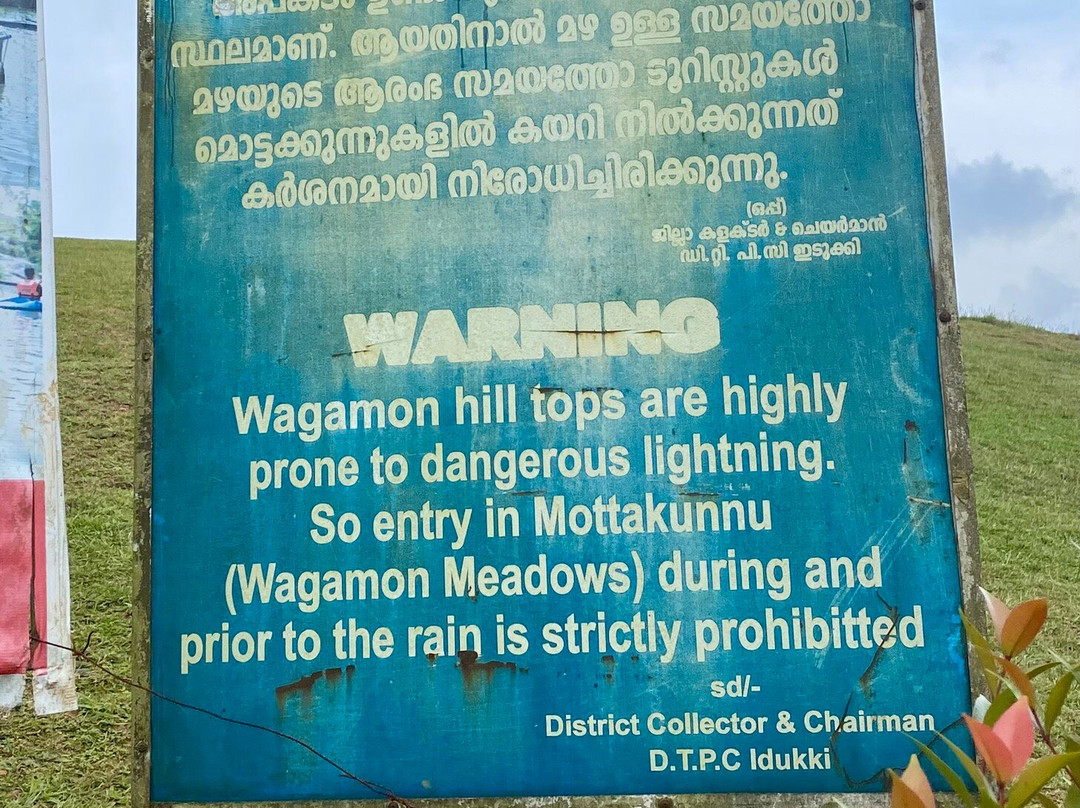 അപകടം
സ്ഥലമാണ്. ആയതിനാൽ മഴ ഉള്ള സമയത്തോ
മഴയുടെ ആരംഭ സമയത്തോ ടൂറിസ്റ്റുകൾ
മൊട്ടക്കുന്നുകളിൽ കയറി നിൽക്കുന്നത്
കർശനമായി നിരോധിച്ചിരിക്കുന്നു.
(ഒപ്പ്)
ജില്ലാ കളക്ടർ & ചെയർമാൻ
ഡി.റ്റി. പി.സി ഇടുക്കി
WARNING
Wagamon hill tops are highly
prone to dangerous lightning.
So entry in Mottakunnu
(Wagamon Meadows) during and
prior to the rain is strictly prohibitted
sd/-
District Collector & Chairman
D.T.P.C Idukki